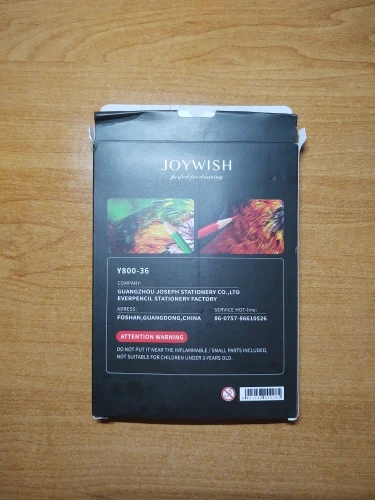 JOYWISH
perfect for drawing
Y800-36
COMPANY:
GUANGZHOU JOSEPH STATIONERY CO.,LTD
EVERPENCIL STATIONERY FACTORY
ADRESS: SERVICE HOT-line:
FOSHAN,GUANGDONG,CHINA 86-0757-86610526
ATTENTION WARNING
DO NOT PUT IT NEAR THE INFLAMMABLE / SMALL PARTS INCLUDED,
NOT SUITABLE FOR CHILDREN UNDER 3-YEARS OLD.